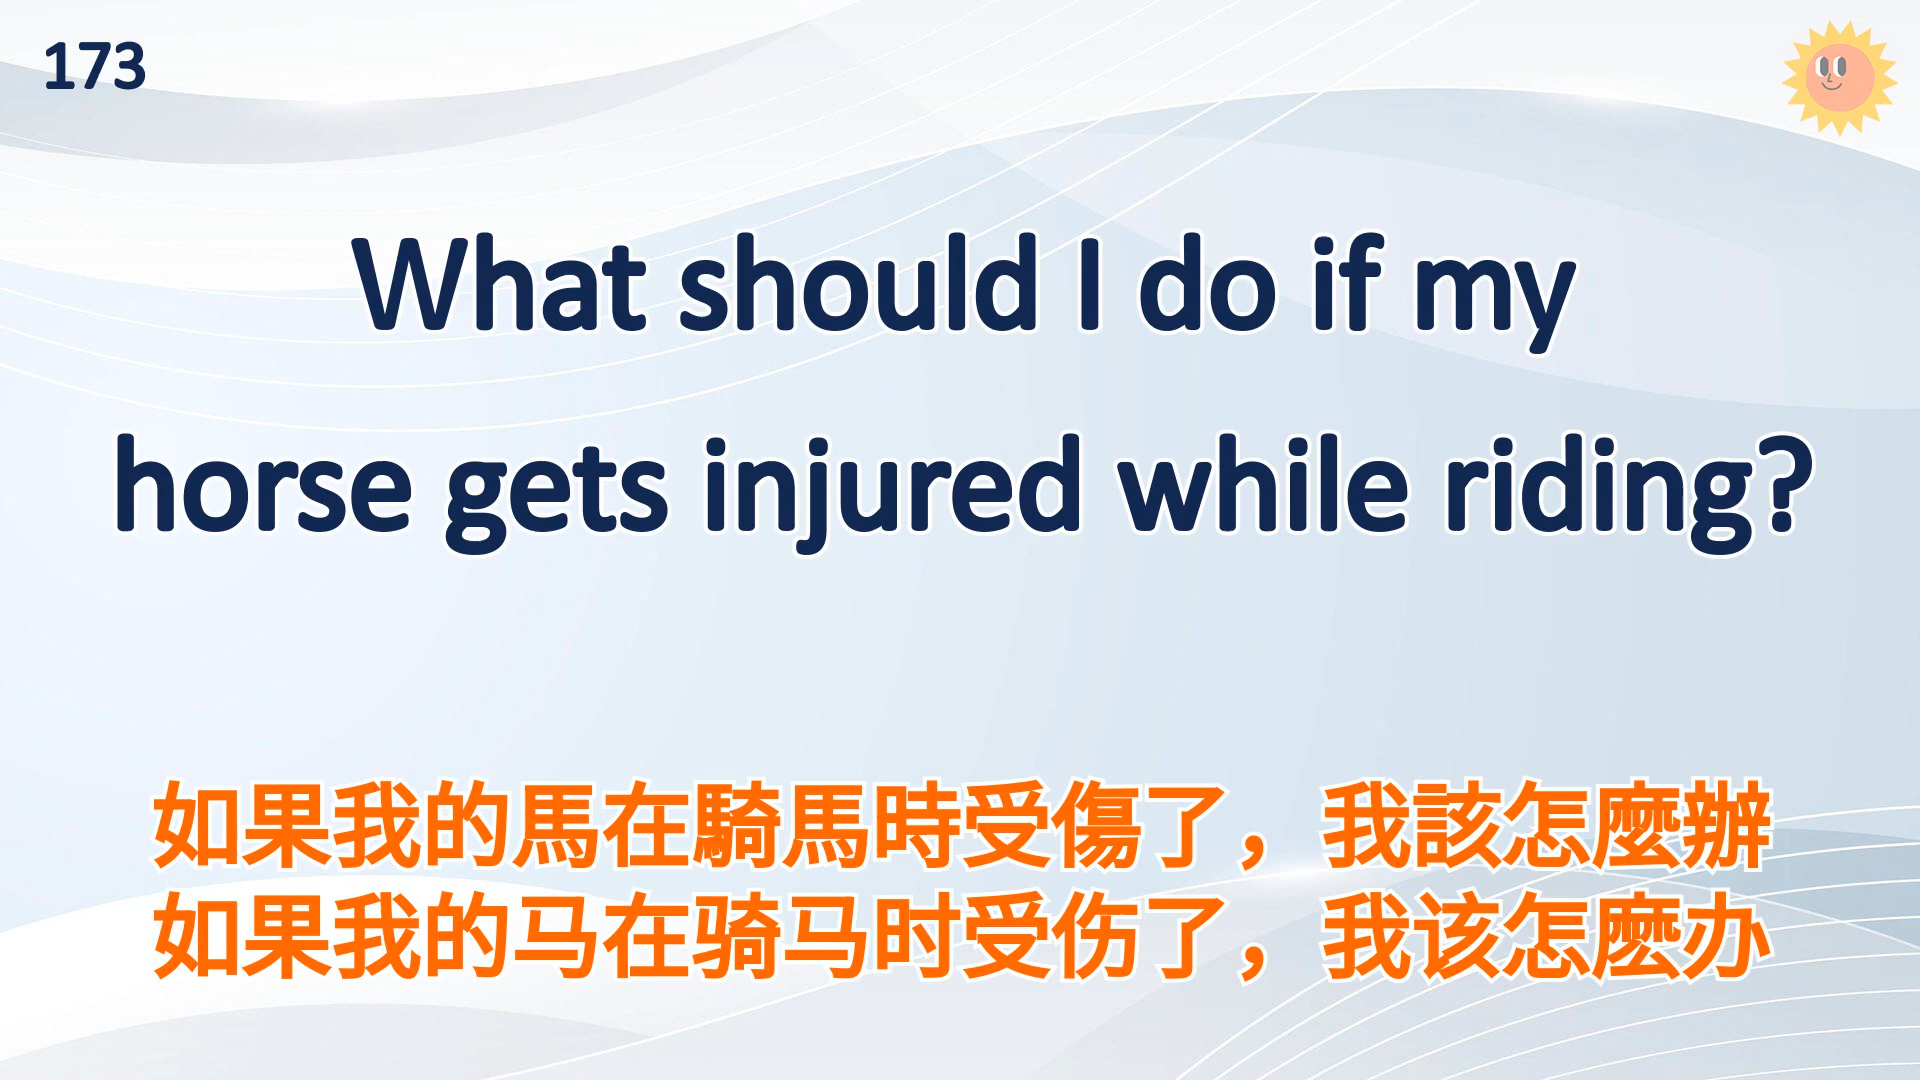 173
What should I do if my
horse gets injured while riding?
如果我的馬在騎馬時受傷了，我該怎麼辦
如果我的马在骑马时受伤了，我该怎麽办